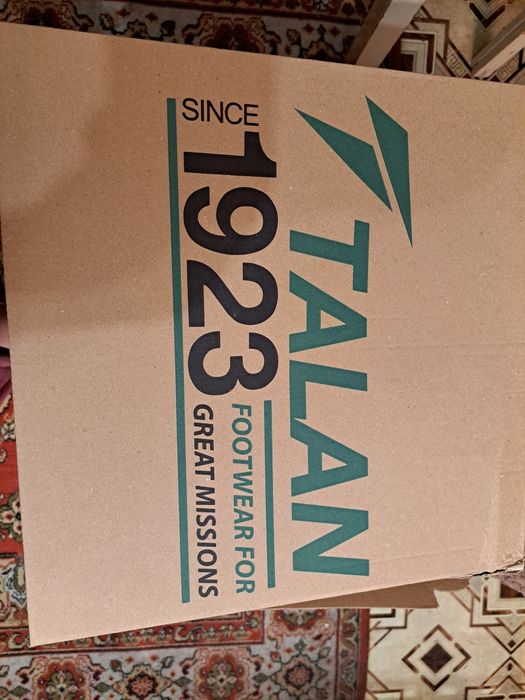 TALAN
SINCE
1923
FOOTWEAR FOR
GREAT MISSIONS